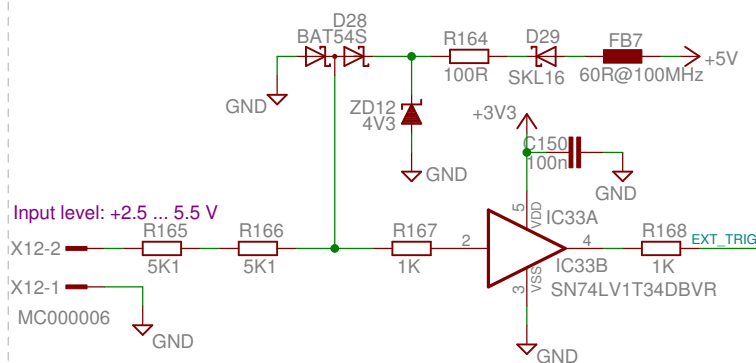 D28
BAT54S
R164
100R
D29
SKL16
FB7
60R@100MHz
+5V
GND
ZD12
4V3
GND
+3V3
C150
100n
GND
Input level: +2.5 ... 5.5 V
X12-2
R165
5K1
R166
5K1
R167
1K
2
5
VDD
IC33A
4
IC33B
3
VSS
SN74LV1T34DBVR
R168
1K
EXT_TRIG
X12-1
MC000006
GND
GND